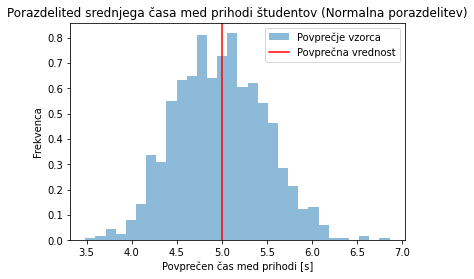 Porazdelited srednjega časa med prihodi študentov (Normalna porazdelitev)
Povprečje vzorca
Povprečna vrednost
Frekvenca
0.8
0.7
0.6
0.5
0.4
0.3
0.2
0.1
0.0
3.5 4.0 4.5 5.0 5.5 6.0 6.5 7.0
Povprečen čas med prihodi [s]